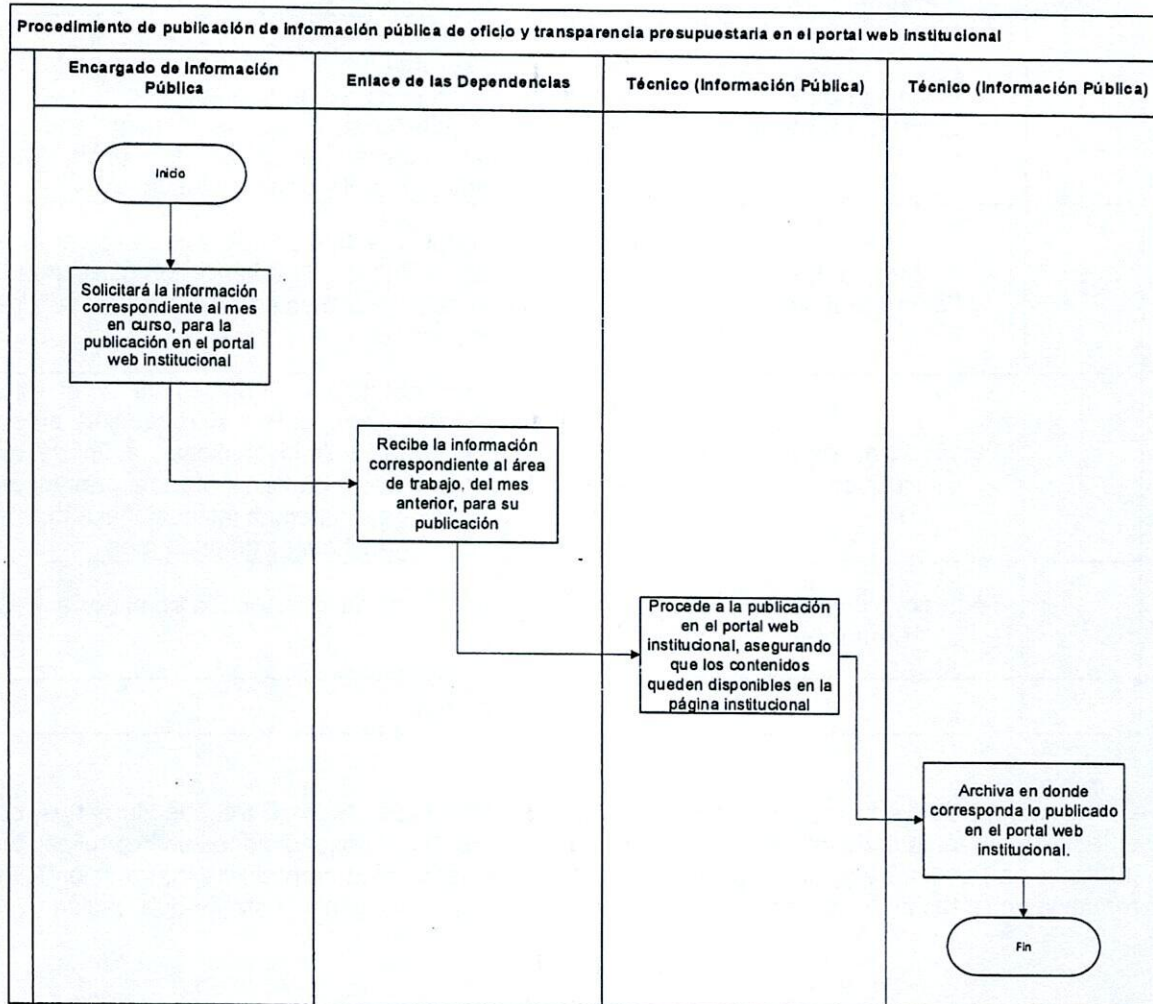 Procedimiento de publicación de información pública de oficio y transparencia presupuestaria en el portal web institucional
Encargado de Información
Pública
Enlace de las Dependencias
Técnico (Información Pública)
Técnico (Información Pública)
Inicio
Solicitará la información
correspondiente al mes
en curso, para la
publicación en el portal
web institucional
Recibe la información
correspondiente al área
de trabajo, del mes
anterior, para su
publicación
Procede a la publicación
en el portal web
institucional, asegurando
que los contenidos
queden disponibles en la
página institucional
Archiva en donde
corresponda lo publicado
en el portal web
institucional.
Fin